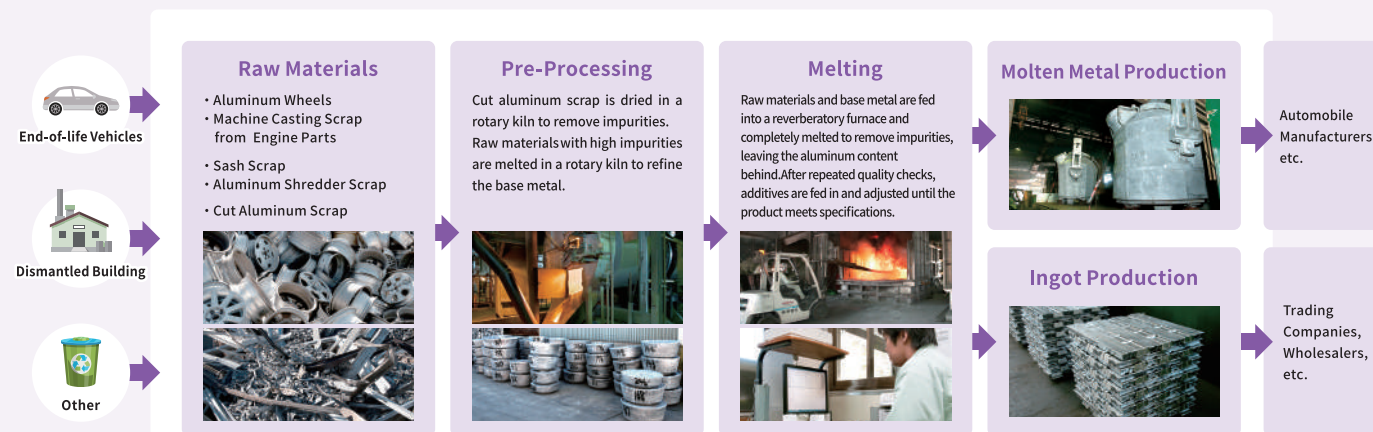 End-of-life Vehicles
Dismantled Building
Other
Raw Materials
・Aluminum Wheels
・Machine Casting Scrap
from Engine Parts
・Sash Scrap
・Aluminum Shredder Scrap
・Cut Aluminum Scrap
Pre-Processing
Cut aluminum scrap is dried in a
rotary kiln to remove impurities.
Raw materials with high impurities
are melted in a rotary kiln to refine
the base metal.
Melting
Raw materials and base metal are fed
into a reverberatory furnace and
completely melted to remove impurities,
leaving the aluminum content
behind.After repeated quality checks,
additives are fed in and adjusted until the
product meets specifications.
Molten Metal Production
Ingot Production
Automobile
Manufacturers
etc.
Trading
Companies,
Wholesalers,
etc.